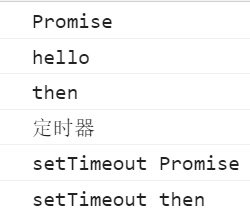 Promise
hello
then
定时器
setTimeout Promise
setTimeout then